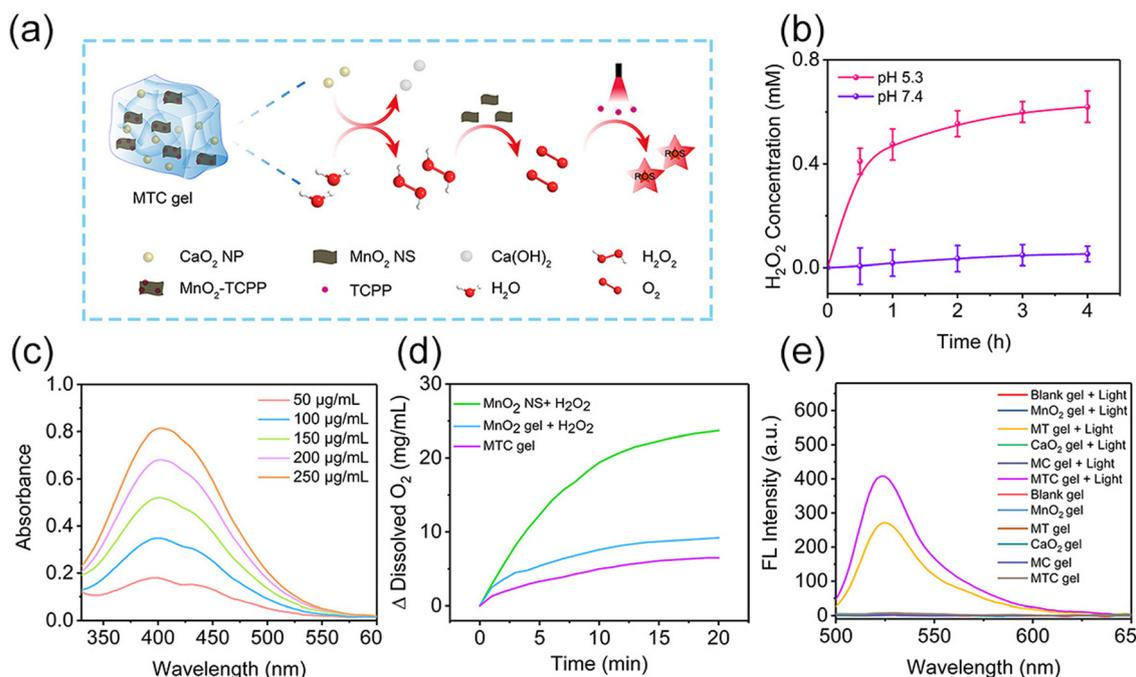 (a)
MTC gel
ROS
ROS
CaO2 NP
MnO2 NS
Ca(OH)2
H2O2
MnO2-TCPP
TCPP
H2O
O2
(b)
H2O2 Concentration (mM)
0.8
0.4
0.0
pH 5.3
pH 7.4
0 1 2 3 4
Time (h)
(c)
Absorbance
1.0
0.8
0.6
0.4
0.2
0.0
50 µg/mL
100 µg/mL
150 µg/mL
200 µg/mL
250 µg/mL
350 400 450 500 550 600
Wavelength (nm)
(d)
Δ Dissolved O2 (mg/mL)
30
20
10
0
MnO2 NS+ H2O2
MnO2 gel + H2O2
MTC gel
0 5 10 15 20
Time (min)
(e)
FL Intensity (a.u.)
600
500
400
300
200
100
0
Blank gel + Light
MnO2 gel + Light
MT gel + Light
CaO2 gel + Light
MC gel + Light
MTC gel + Light
Blank gel
MnO2 gel
MT gel
CaO2 gel
MC gel
MTC gel
500 550 600 65
Wavelength (nm)